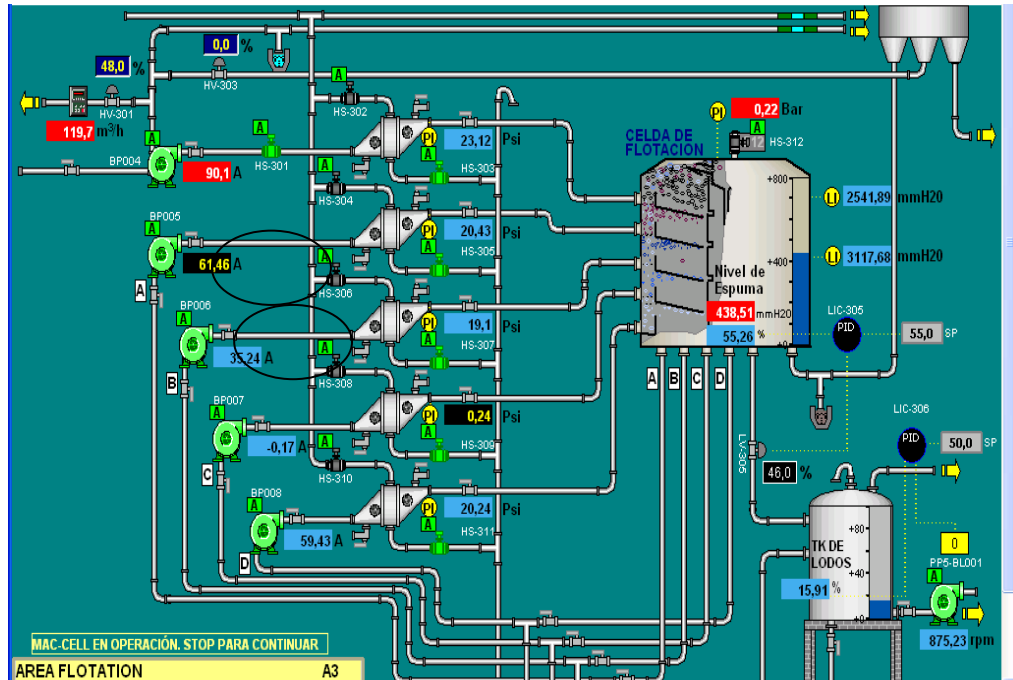 0,0 %
48,0 %
HV-303
HV-301
119,7 m³/h
A
HS-302
A
A
BP004
90,1 A
HS-301
PI
23,12 Psi
A
HS-303
HS-304
BP005
A
61,46 A
A
PI
20,43 Psi
A
HS-305
HS-306
BP006
A
35,24 A
B
PI
19,1 Psi
A
HS-307
A
HS-308
BP007
A
-0,17 A
C
A
PI
0,24 Psi
A
HS-309
HS-310
BP008
A
59,43 A
D
PI
20,24 Psi
A
HS-311
PI
0,22 Bar
A
HS-312
CELDA DE
FLOTACIÓN
+800
+400
+0
LI
2541,89 mmH20
LI
3117,68 mmH20
Nivel de
Espuma
438,51 mmH20
55,26 %
LIC-305
PID
55,0 SP
A B C D
LV-305
46,0 %
LIC-306
PID
50,0 SP
+80
+40
+0
TK DE
LODOS
15,91 %
0
PP5-BL001
A
875,23 rpm
MAC-CELL EN OPERACIÓN. STOP PARA CONTINUAR
AREA FLOTATION A3